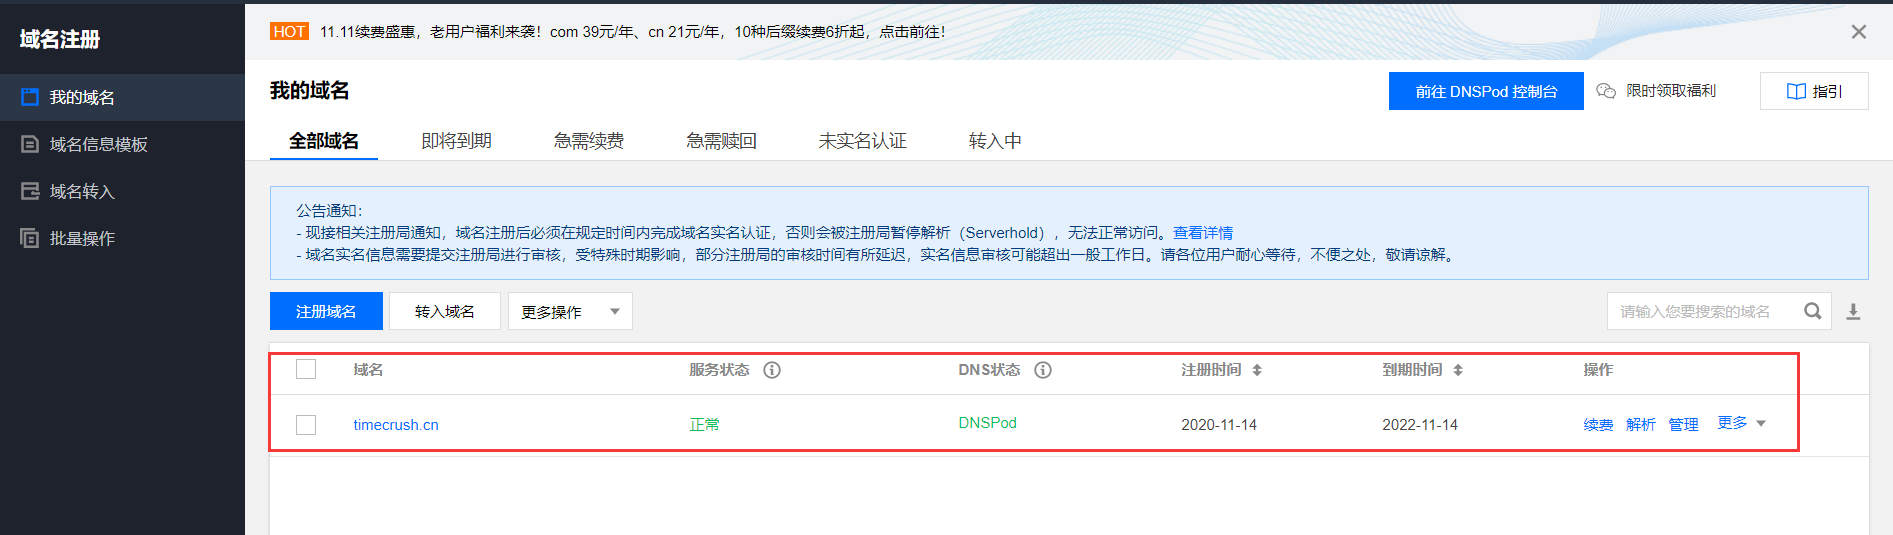 域名注册
我的域名
域名信息模板
域名转入
批量操作
HOT 11.11续费盛惠，老用户福利来袭！com 39元/年、cn 21元/年，10种后缀续费6折起，点击前往！
我的域名
前往 DNSPod 控制台 限时领取福利 指引
全部域名 即将到期 急需续费 急需赎回 未实名认证 转入中
公告通知：
- 现接相关注册局通知，域名注册后必须在规定时间内完成域名实名认证，否则会被注册局暂停解析（Serverhold），无法正常访问。查看详情
- 域名实名信息需要提交注册局进行审核，受特殊时期影响，部分注册局的审核时间有所延迟，实名信息审核可能超出一般工作日。请各位用户耐心等待，不便之处，敬请谅解。
注册域名 转入域名 更多操作 请输入您要搜索的域名
域名 服务状态 DNS状态 注册时间 到期时间 操作
timecrush.cn 正常 DNSPod 2020-11-14 2022-11-14 续费 解析 管理 更多